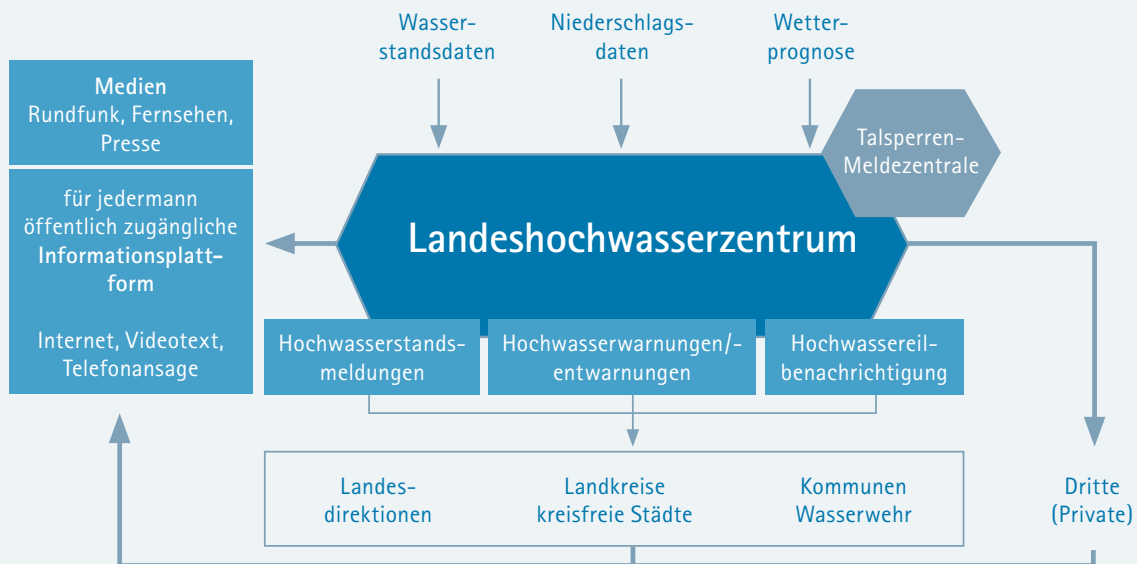 Wasser-
standsdaten
Niederschlags-
daten
Wetter-
prognose
Medien
Rundfunk, Fernsehen,
Presse
Talsperren-
Meldezentrale
für jedermann
öffentlich zugängliche
Informationsplatt-
form
Internet, Videotext,
Telefonansage
Landeshochwasserzentrum
Hochwasserstands-
meldungen
Hochwasserwarnungen/-
entwarnungen
Hochwassereil-
benachrichtigung
Landes-
direktionen
Landkreise
kreisfreie Städte
Kommunen
Wasserwehr
Dritte
(Private)